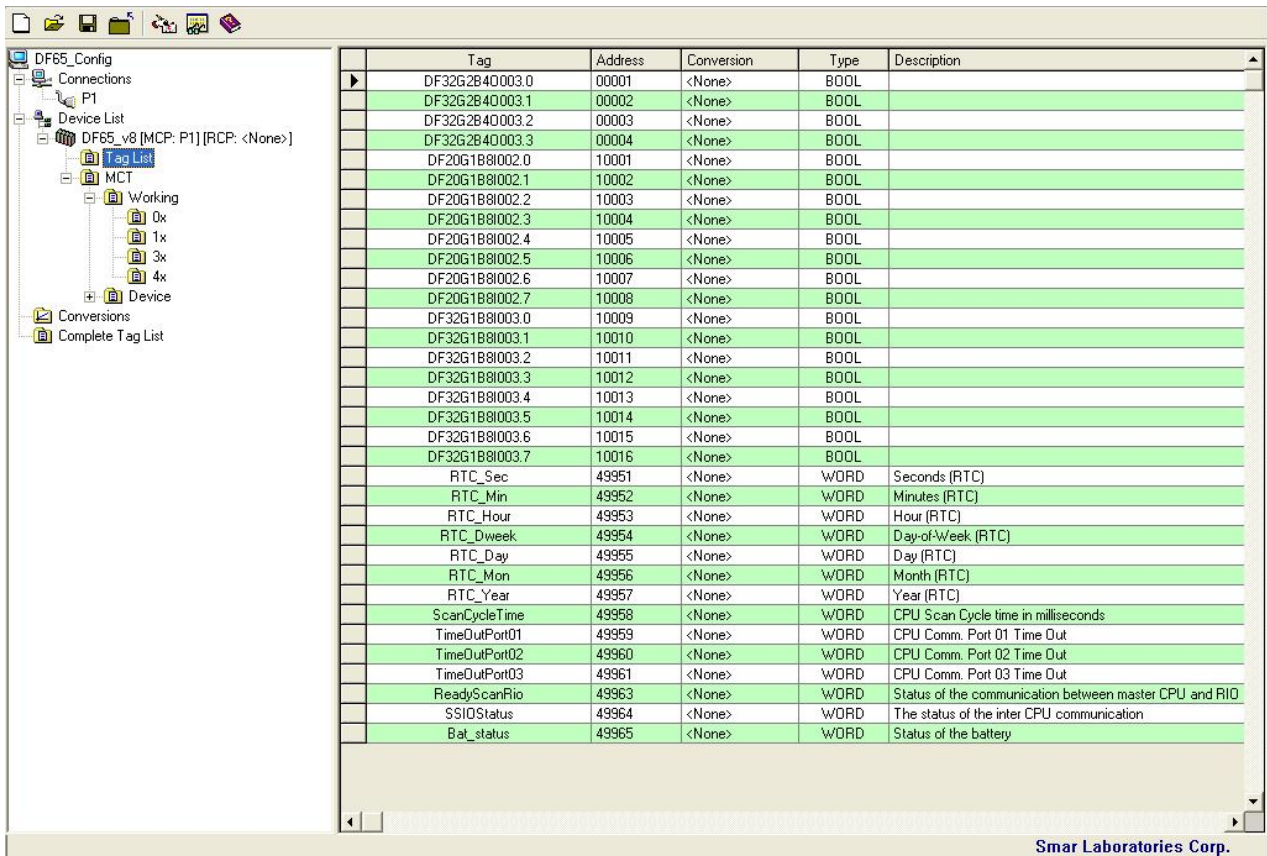 DF65_Config
Connections
P1
Device List
DF65_v8 [MCP: P1] [RCP: <None>]
Tag List
MCT
Working
0x
1x
3x
4x
Device
Conversions
Complete Tag List
Tag Address Conversion Type Description
DF32G2B4O003.0 00001 <None> BOOL
DF32G2B4O003.1 00002 <None> BOOL
DF32G2B4O003.2 00003 <None> BOOL
DF32G2B4O003.3 00004 <None> BOOL
DF20G1B8I002.0 10001 <None> BOOL
DF20G1B8I002.1 10002 <None> BOOL
DF20G1B8I002.2 10003 <None> BOOL
DF20G1B8I002.3 10004 <None> BOOL
DF20G1B8I002.4 10005 <None> BOOL
DF20G1B8I002.5 10006 <None> BOOL
DF20G1B8I002.6 10007 <None> BOOL
DF20G1B8I002.7 10008 <None> BOOL
DF32G1B8I003.0 10009 <None> BOOL
DF32G1B8I003.1 10010 <None> BOOL
DF32G1B8I003.2 10011 <None> BOOL
DF32G1B8I003.3 10012 <None> BOOL
DF32G1B8I003.4 10013 <None> BOOL
DF32G1B8I003.5 10014 <None> BOOL
DF32G1B8I003.6 10015 <None> BOOL
DF32G1B8I003.7 10016 <None> BOOL
RTC_Sec 49951 <None> WORD Seconds (RTC)
RTC_Min 49952 <None> WORD Minutes (RTC)
RTC_Hour 49953 <None> WORD Hour (RTC)
RTC_Dweek 49954 <None> WORD Day-of-Week (RTC)
RTC_Day 49955 <None> WORD Day (RTC)
RTC_Mon 49956 <None> WORD Month (RTC)
RTC_Year 49957 <None> WORD Year (RTC)
ScanCycleTime 49958 <None> WORD CPU Scan Cycle time in milliseconds
TimeOutPort01 49959 <None> WORD CPU Comm. Port 01 Time Out
TimeOutPort02 49960 <None> WORD CPU Comm. Port 02 Time Out
TimeOutPort03 49961 <None> WORD CPU Comm. Port 03 Time Out
ReadyScanRio 49963 <None> WORD Status of the communication between master CPU and RIO
SSIOStatus 49964 <None> WORD The status of the inter CPU communication
Bat_status 49965 <None> WORD Status of the battery
Smar Laboratories Corp.